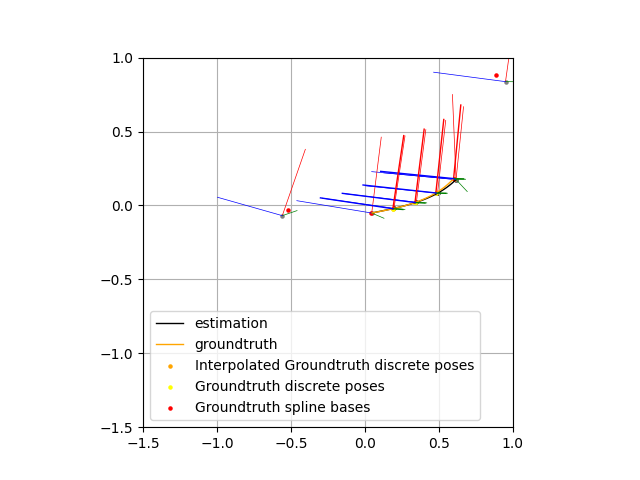 1.0
0.5
0.0
−0.5
−1.0
−1.5
estimation
groundtruth
Interpolated Groundtruth discrete poses
Groundtruth discrete poses
Groundtruth spline bases
−1.5 −1.0 −0.5 0.0 0.5 1.0